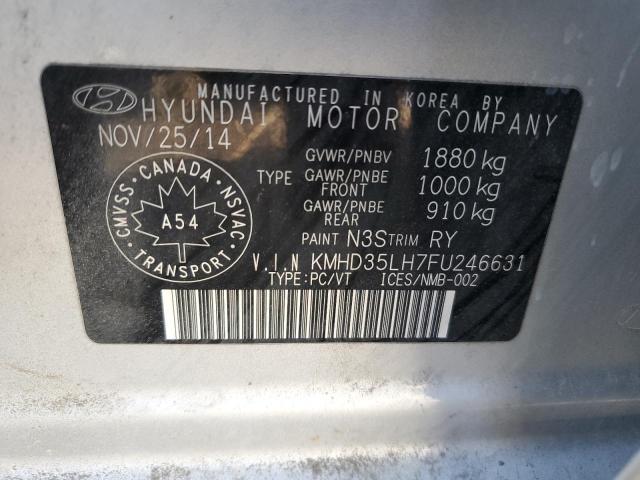 MANUFACTURED IN KOREA BY
HYUNDAI MOTOR COMPANY
NOV/25/14
GVWR/PNBV 1880 kg
TYPE GAWR/PNBE FRONT 1000 kg
GAWR/PNBE REAR 910 kg
CMVSS · CANADA · NSVAC
A54
TRANSPORT
PAINT N3S TRIM RY
V.I.N KMHD35LH7FU246631
TYPE:PC/VT ICES/NMB-002